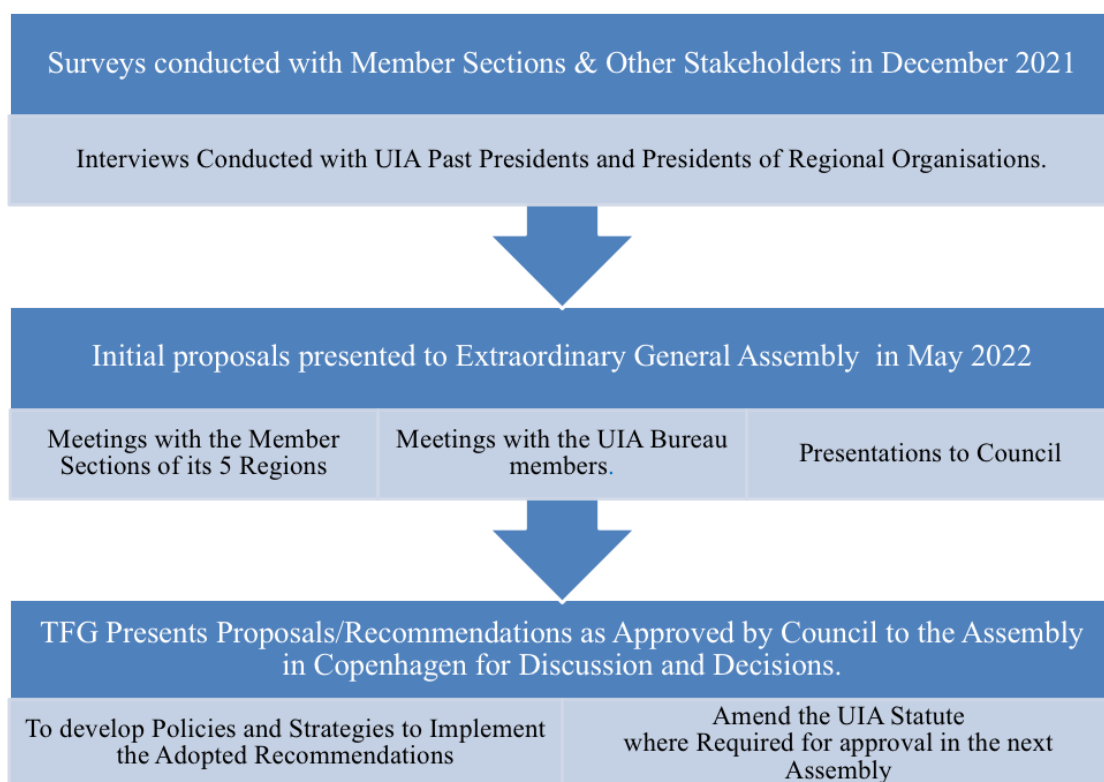 Surveys conducted with Member Sections & Other Stakeholders in December 2021
Interviews Conducted with UIA Past Presidents and Presidents of Regional Organisations.
Initial proposals presented to Extraordinary General Assembly in May 2022
Meetings with the Member
Sections of its 5 Regions
Meetings with the UIA Bureau
members.
Presentations to Council
TFG Presents Proposals/Recommendations as Approved by Council to the Assembly
in Copenhagen for Discussion and Decisions.
To develop Policies and Strategies to Implement
the Adopted Recommendations
Amend the UIA Statute
where Required for approval in the next
Assembly